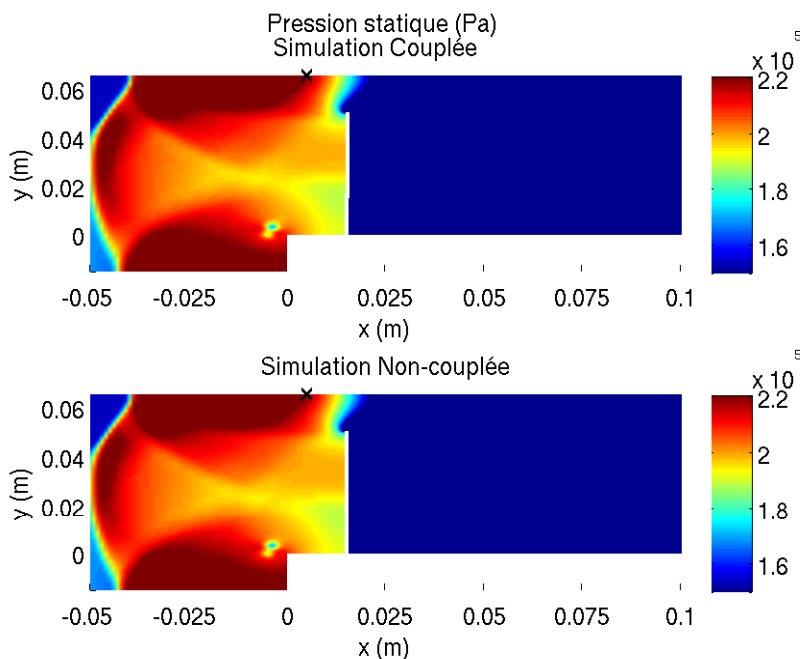 Pression statique (Pa)
Simulation Couplée
x 10 5
0.06
0.04
0.02
0
y (m)
-0.05 -0.025 0 0.025 0.05 0.075 0.1
x (m)
2.2
2
1.8
1.6
Simulation Non-couplée
x 10 5
0.06
0.04
0.02
0
y (m)
-0.05 -0.025 0 0.025 0.05 0.075 0.1
x (m)
2.2
2
1.8
1.6